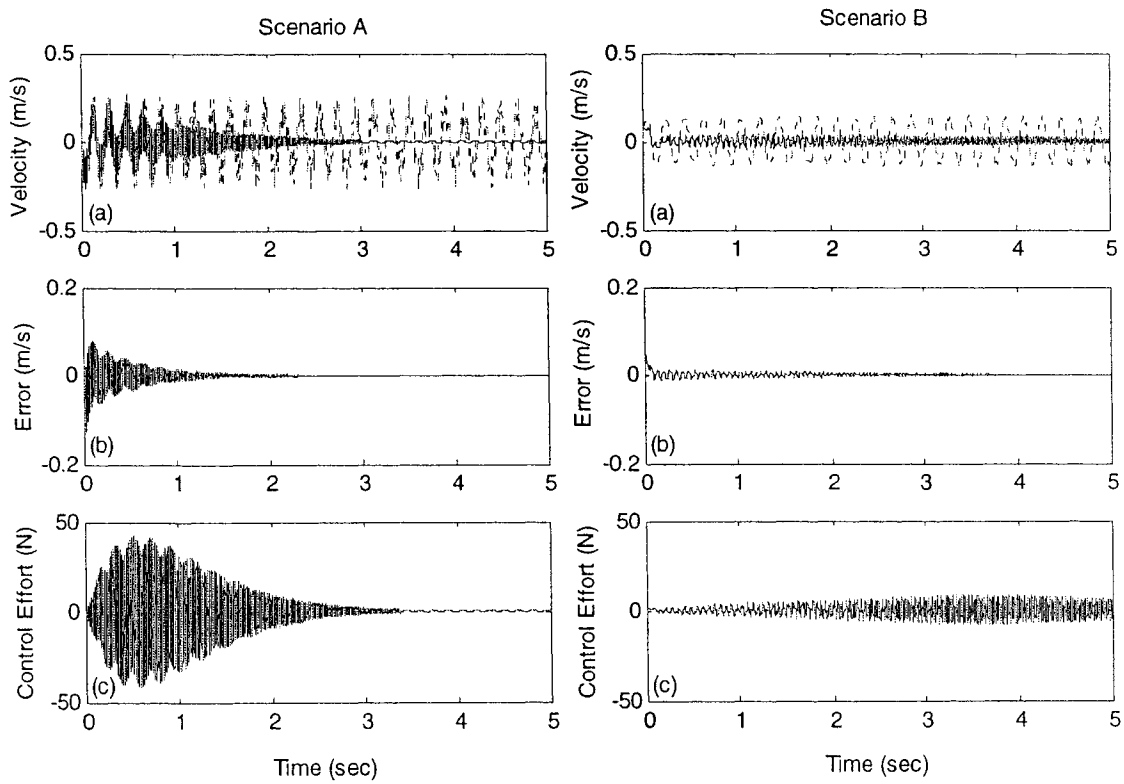 Scenario A
Velocity (m/s)
0.5
0
-0.5
(a)
0 1 2 3 4 5
Error (m/s)
0.2
0
-0.2
(b)
0 1 2 3 4 5
Control Effort (N)
50
0
-50
(c)
0 1 2 3 4 5
Time (sec)
Scenario B
Velocity (m/s)
0.5
0
-0.5
(a)
0 1 2 3 4 5
Error (m/s)
0.2
0
-0.2
(b)
0 1 2 3 4 5
Control Effort (N)
50
0
-50
(c)
0 1 2 3 4 5
Time (sec)